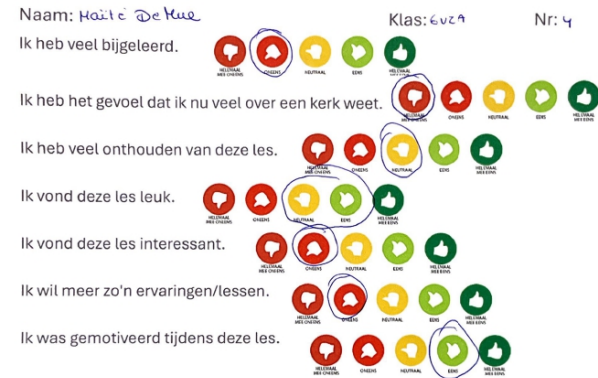 Naam: Maïté De Mue Klas: 6VZA Nr: 4
Ik heb veel bijgeleerd.
HELEMAAL MEE ONEENS ONEENS NEUTRAAL EENS HELEMAAL MEE EENS
Ik heb het gevoel dat ik nu veel over een kerk weet.
HELEMAAL MEE ONEENS ONEENS NEUTRAAL EENS HELEMAAL MEE EENS
Ik heb veel onthouden van deze les.
HELEMAAL MEE ONEENS ONEENS NEUTRAAL EENS HELEMAAL MEE EENS
Ik vond deze les leuk.
HELEMAAL MEE ONEENS ONEENS NEUTRAAL EENS HELEMAAL MEE EENS
Ik vond deze les interessant.
HELEMAAL MEE ONEENS ONEENS NEUTRAAL EENS HELEMAAL MEE EENS
Ik wil meer zo'n ervaringen/lessen.
HELEMAAL MEE ONEENS ONEENS NEUTRAAL EENS HELEMAAL MEE EENS
Ik was gemotiveerd tijdens deze les.
HELEMAAL MEE ONEENS ONEENS NEUTRAAL EENS HELEMAAL MEE EENS